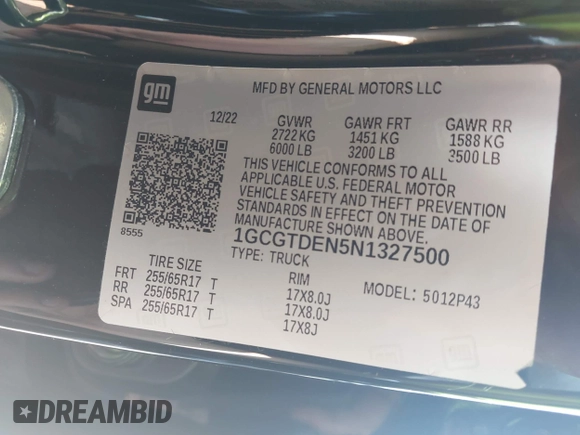 gm
MFD BY GENERAL MOTORS LLC
12/22 GVWR GAWR FRT GAWR RR
2722 KG 1451 KG 1588 KG
6000 LB 3200 LB 3500 LB
THIS VEHICLE CONFORMS TO ALL
APPLICABLE U.S. FEDERAL MOTOR
VEHICLE SAFETY AND THEFT PREVENTION
STANDARDS IN EFFECT ON THE DATE OF
MANUFACTURE SHOWN ABOVE.
8555
1GCGTDEN5N1327500
TYPE: TRUCK
TIRE SIZE RIM MODEL: 5012P43
FRT 255/65R17 T 17X8.0J
RR 255/65R17 T 17X8.0J
SPA 255/65R17 T 17X8J
DREAMBID